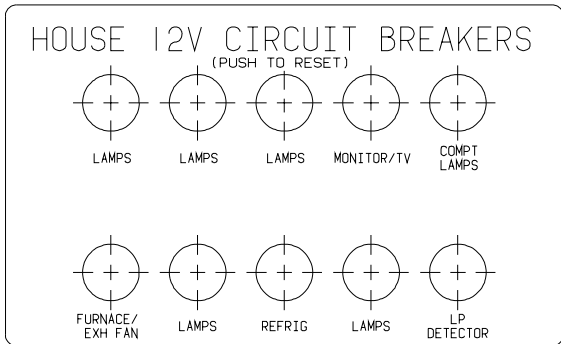 HOUSE 12V CIRCUIT BREAKERS
(PUSH TO RESET)
LAMPS LAMPS LAMPS MONITOR/TV COMPT
LAMPS
FURNACE/
EXH FAN LAMPS REFRIG LAMPS LP
DETECTOR